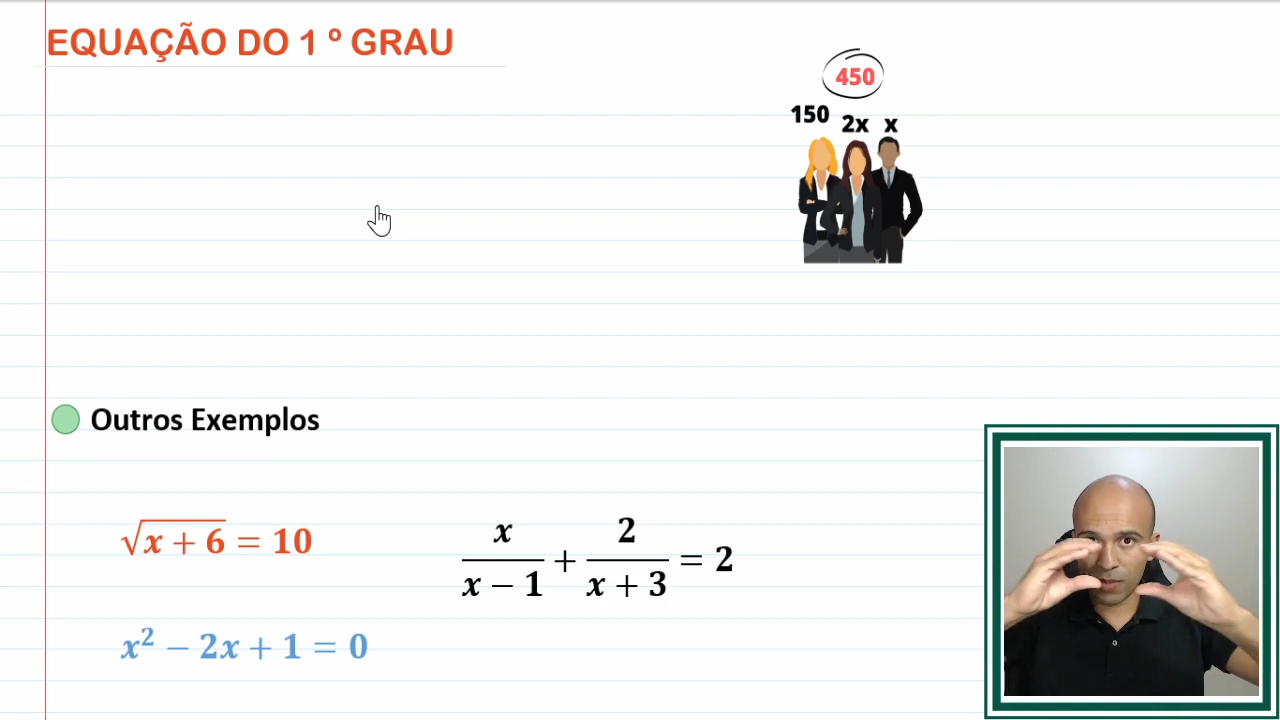 EQUAÇÃO DO 1 º GRAU
450
150 2x x
Outros Exemplos
√x + 6 = 10
x/(x − 1) + 2/(x + 3) = 2
x² − 2x + 1 = 0